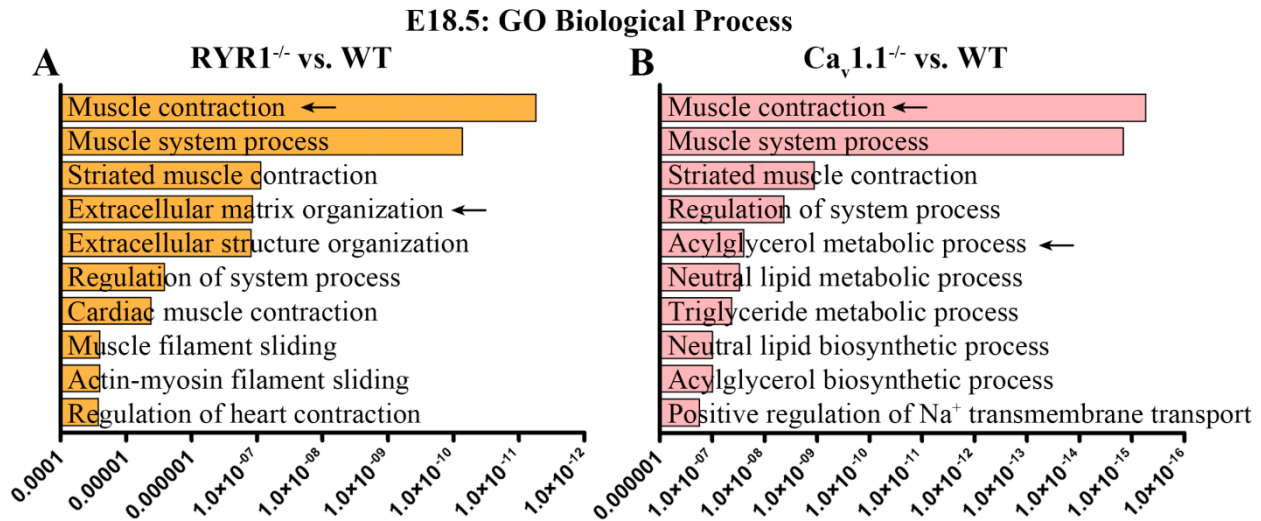 E18.5: GO Biological Process
A
RYR1⁻/⁻ vs. WT
Muscle contraction
Muscle system process
Striated muscle contraction
Extracellular matrix organization
Extracellular structure organization
Regulation of system process
Cardiac muscle contraction
Muscle filament sliding
Actin-myosin filament sliding
Regulation of heart contraction
0.0001
0.00001
0.000001
1.0×10⁻⁰⁷
1.0×10⁻⁰⁸
1.0×10⁻⁰⁹
1.0×10⁻¹⁰
1.0×10⁻¹¹
1.0×10⁻¹²
B
Caᵥ1.1⁻/⁻ vs. WT
Muscle contraction
Muscle system process
Striated muscle contraction
Regulation of system process
Acylglycerol metabolic process
Neutral lipid metabolic process
Triglyceride metabolic process
Neutral lipid biosynthetic process
Acylglycerol biosynthetic process
Positive regulation of Na⁺ transmembrane transport
0.000001
1.0×10⁻⁰⁷
1.0×10⁻⁰⁸
1.0×10⁻⁰⁹
1.0×10⁻¹⁰
1.0×10⁻¹¹
1.0×10⁻¹²
1.0×10⁻¹³
1.0×10⁻¹⁴
1.0×10⁻¹⁵
1.0×10⁻¹⁶